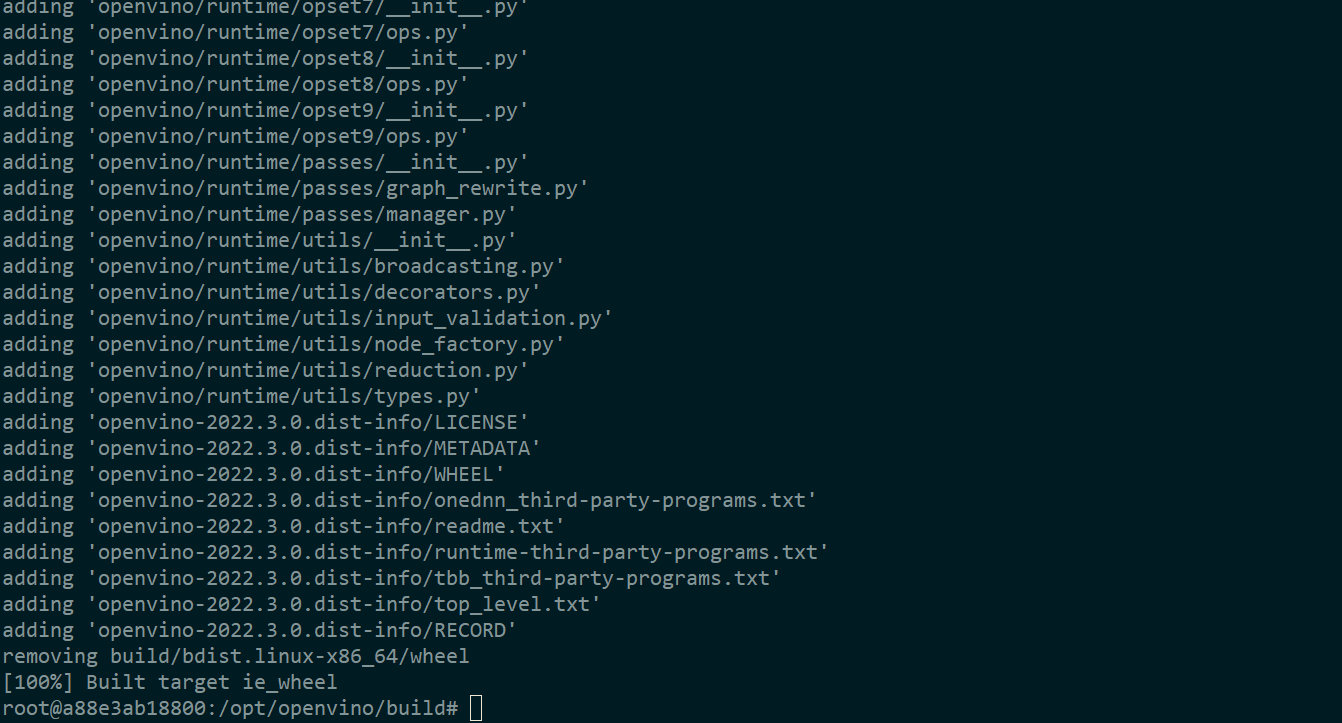 adding 'openvino/runtime/opset7/__init__.py'
adding 'openvino/runtime/opset7/ops.py'
adding 'openvino/runtime/opset8/__init__.py'
adding 'openvino/runtime/opset8/ops.py'
adding 'openvino/runtime/opset9/__init__.py'
adding 'openvino/runtime/opset9/ops.py'
adding 'openvino/runtime/passes/__init__.py'
adding 'openvino/runtime/passes/graph_rewrite.py'
adding 'openvino/runtime/passes/manager.py'
adding 'openvino/runtime/utils/__init__.py'
adding 'openvino/runtime/utils/broadcasting.py'
adding 'openvino/runtime/utils/decorators.py'
adding 'openvino/runtime/utils/input_validation.py'
adding 'openvino/runtime/utils/node_factory.py'
adding 'openvino/runtime/utils/reduction.py'
adding 'openvino/runtime/utils/types.py'
adding 'openvino-2022.3.0.dist-info/LICENSE'
adding 'openvino-2022.3.0.dist-info/METADATA'
adding 'openvino-2022.3.0.dist-info/WHEEL'
adding 'openvino-2022.3.0.dist-info/onednn_third-party-programs.txt'
adding 'openvino-2022.3.0.dist-info/readme.txt'
adding 'openvino-2022.3.0.dist-info/runtime-third-party-programs.txt'
adding 'openvino-2022.3.0.dist-info/tbb_third-party-programs.txt'
adding 'openvino-2022.3.0.dist-info/top_level.txt'
adding 'openvino-2022.3.0.dist-info/RECORD'
removing build/bdist.linux-x86_64/wheel
[100%] Built target ie_wheel
root@a88e3ab18800:/opt/openvino/build#